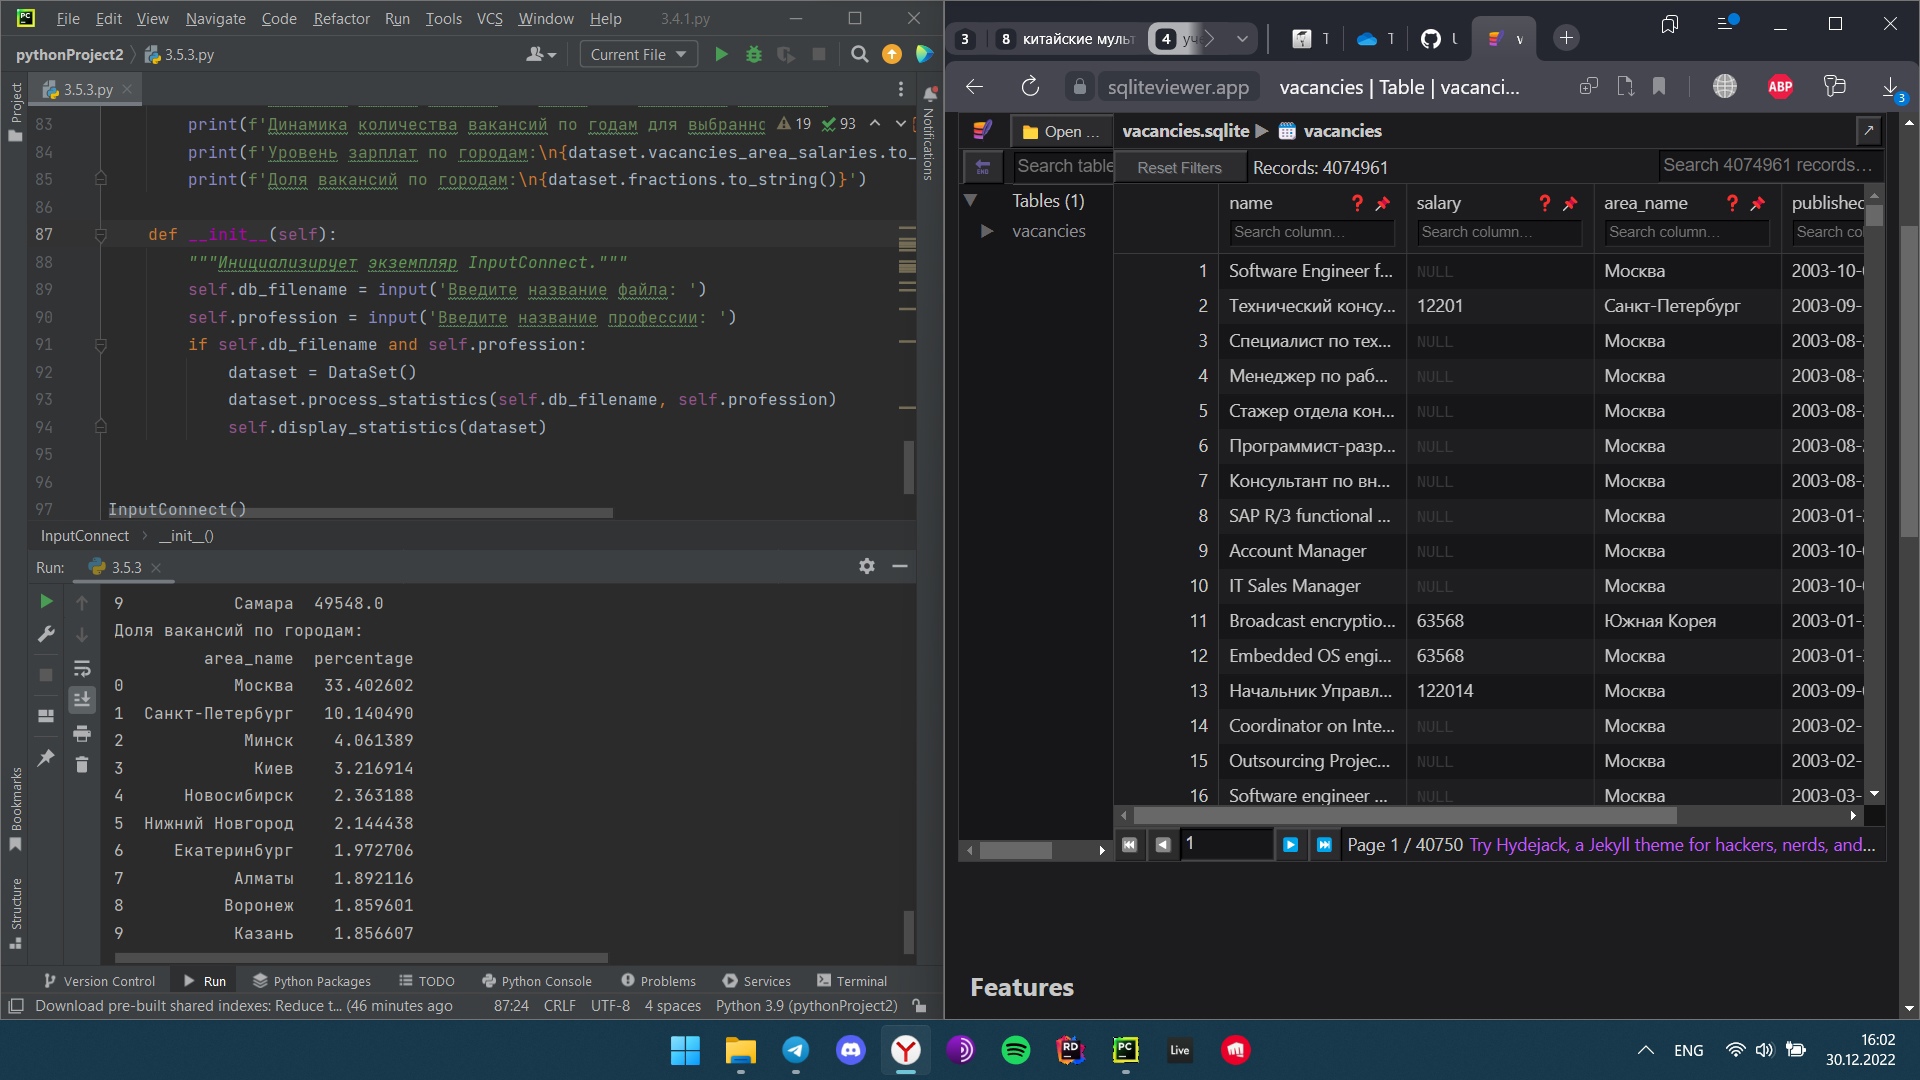 File Edit View Navigate Code Refactor Run Tools VCS Window Help 3.4.1.py
pythonProject2 3.5.3.py Current File
Project
3.5.3.py
Notifications
83 print(f'Динамика количества вакансий по годам для выбранно 19 93
84 print(f'Уровень зарплат по городам:\n{dataset.vacancies_area_salaries.to_
85 print(f'Доля вакансий по городам:\n{dataset.fractions.to_string()}')
86
87 def __init__(self):
88 """Инициализирует экземпляр InputConnect."""
89 self.db_filename = input('Введите название файла: ')
90 self.profession = input('Введите название профессии: ')
91 if self.db_filename and self.profession:
92 dataset = DataSet()
93 dataset.process_statistics(self.db_filename, self.profession)
94 self.display_statistics(dataset)
95
96
97 InputConnect()
InputConnect __init__()
Run: 3.5.3
9 Самара 49548.0
Доля вакансий по городам:
area_name percentage
0 Москва 33.402602
1 Санкт-Петербург 10.140490
2 Минск 4.061389
3 Киев 3.216914
4 Новосибирск 2.363188
5 Нижний Новгород 2.144438
6 Екатеринбург 1.972706
7 Алматы 1.892116
8 Воронеж 1.859601
9 Казань 1.856607
Bookmarks
Structure
Version Control Run Python Packages TODO Python Console Problems Services Terminal
Download pre-built shared indexes: Reduce t... (46 minutes ago 87:24 CRLF UTF-8 4 spaces Python 3.9 (pythonProject2)
3 8 китайские мульт 4 уче
sqliteviewer.app vacancies | Table | vacanci... ABP 3
Open ... vacancies.sqlite vacancies
Search table Reset Filters Records: 4074961 Search 4074961 records...
Tables (1)
vacancies
name salary area_name published
Search column... Search column... Search column... Search co
1 Software Engineer f... NULL Москва 2003-10-
2 Технический консу... 12201 Санкт-Петербург 2003-09-
3 Специалист по тех... NULL Москва 2003-08-
4 Менеджер по раб... NULL Москва 2003-08-
5 Стажер отдела кон... NULL Москва 2003-08-
6 Программист-разр... NULL Москва 2003-08-
7 Консультант по вн... NULL Москва 2003-08-
8 SAP R/3 functional ... NULL Москва 2003-01-
9 Account Manager NULL Москва 2003-10-
10 IT Sales Manager NULL Москва 2003-10-
11 Broadcast encryptio... 63568 Южная Корея 2003-01-
12 Embedded OS engi... 63568 Москва 2003-01-
13 Начальник Управл... 122014 Москва 2003-09-
14 Coordinator on Inte... NULL Москва 2003-02-
15 Outsourcing Projec... NULL Москва 2003-02-
16 Software engineer ... NULL Москва 2003-03-
1 Page 1 / 40750 Try Hydejack, a Jekyll theme for hackers, nerds, and...
Features
RD PC Live
ENG 16:02
30.12.2022